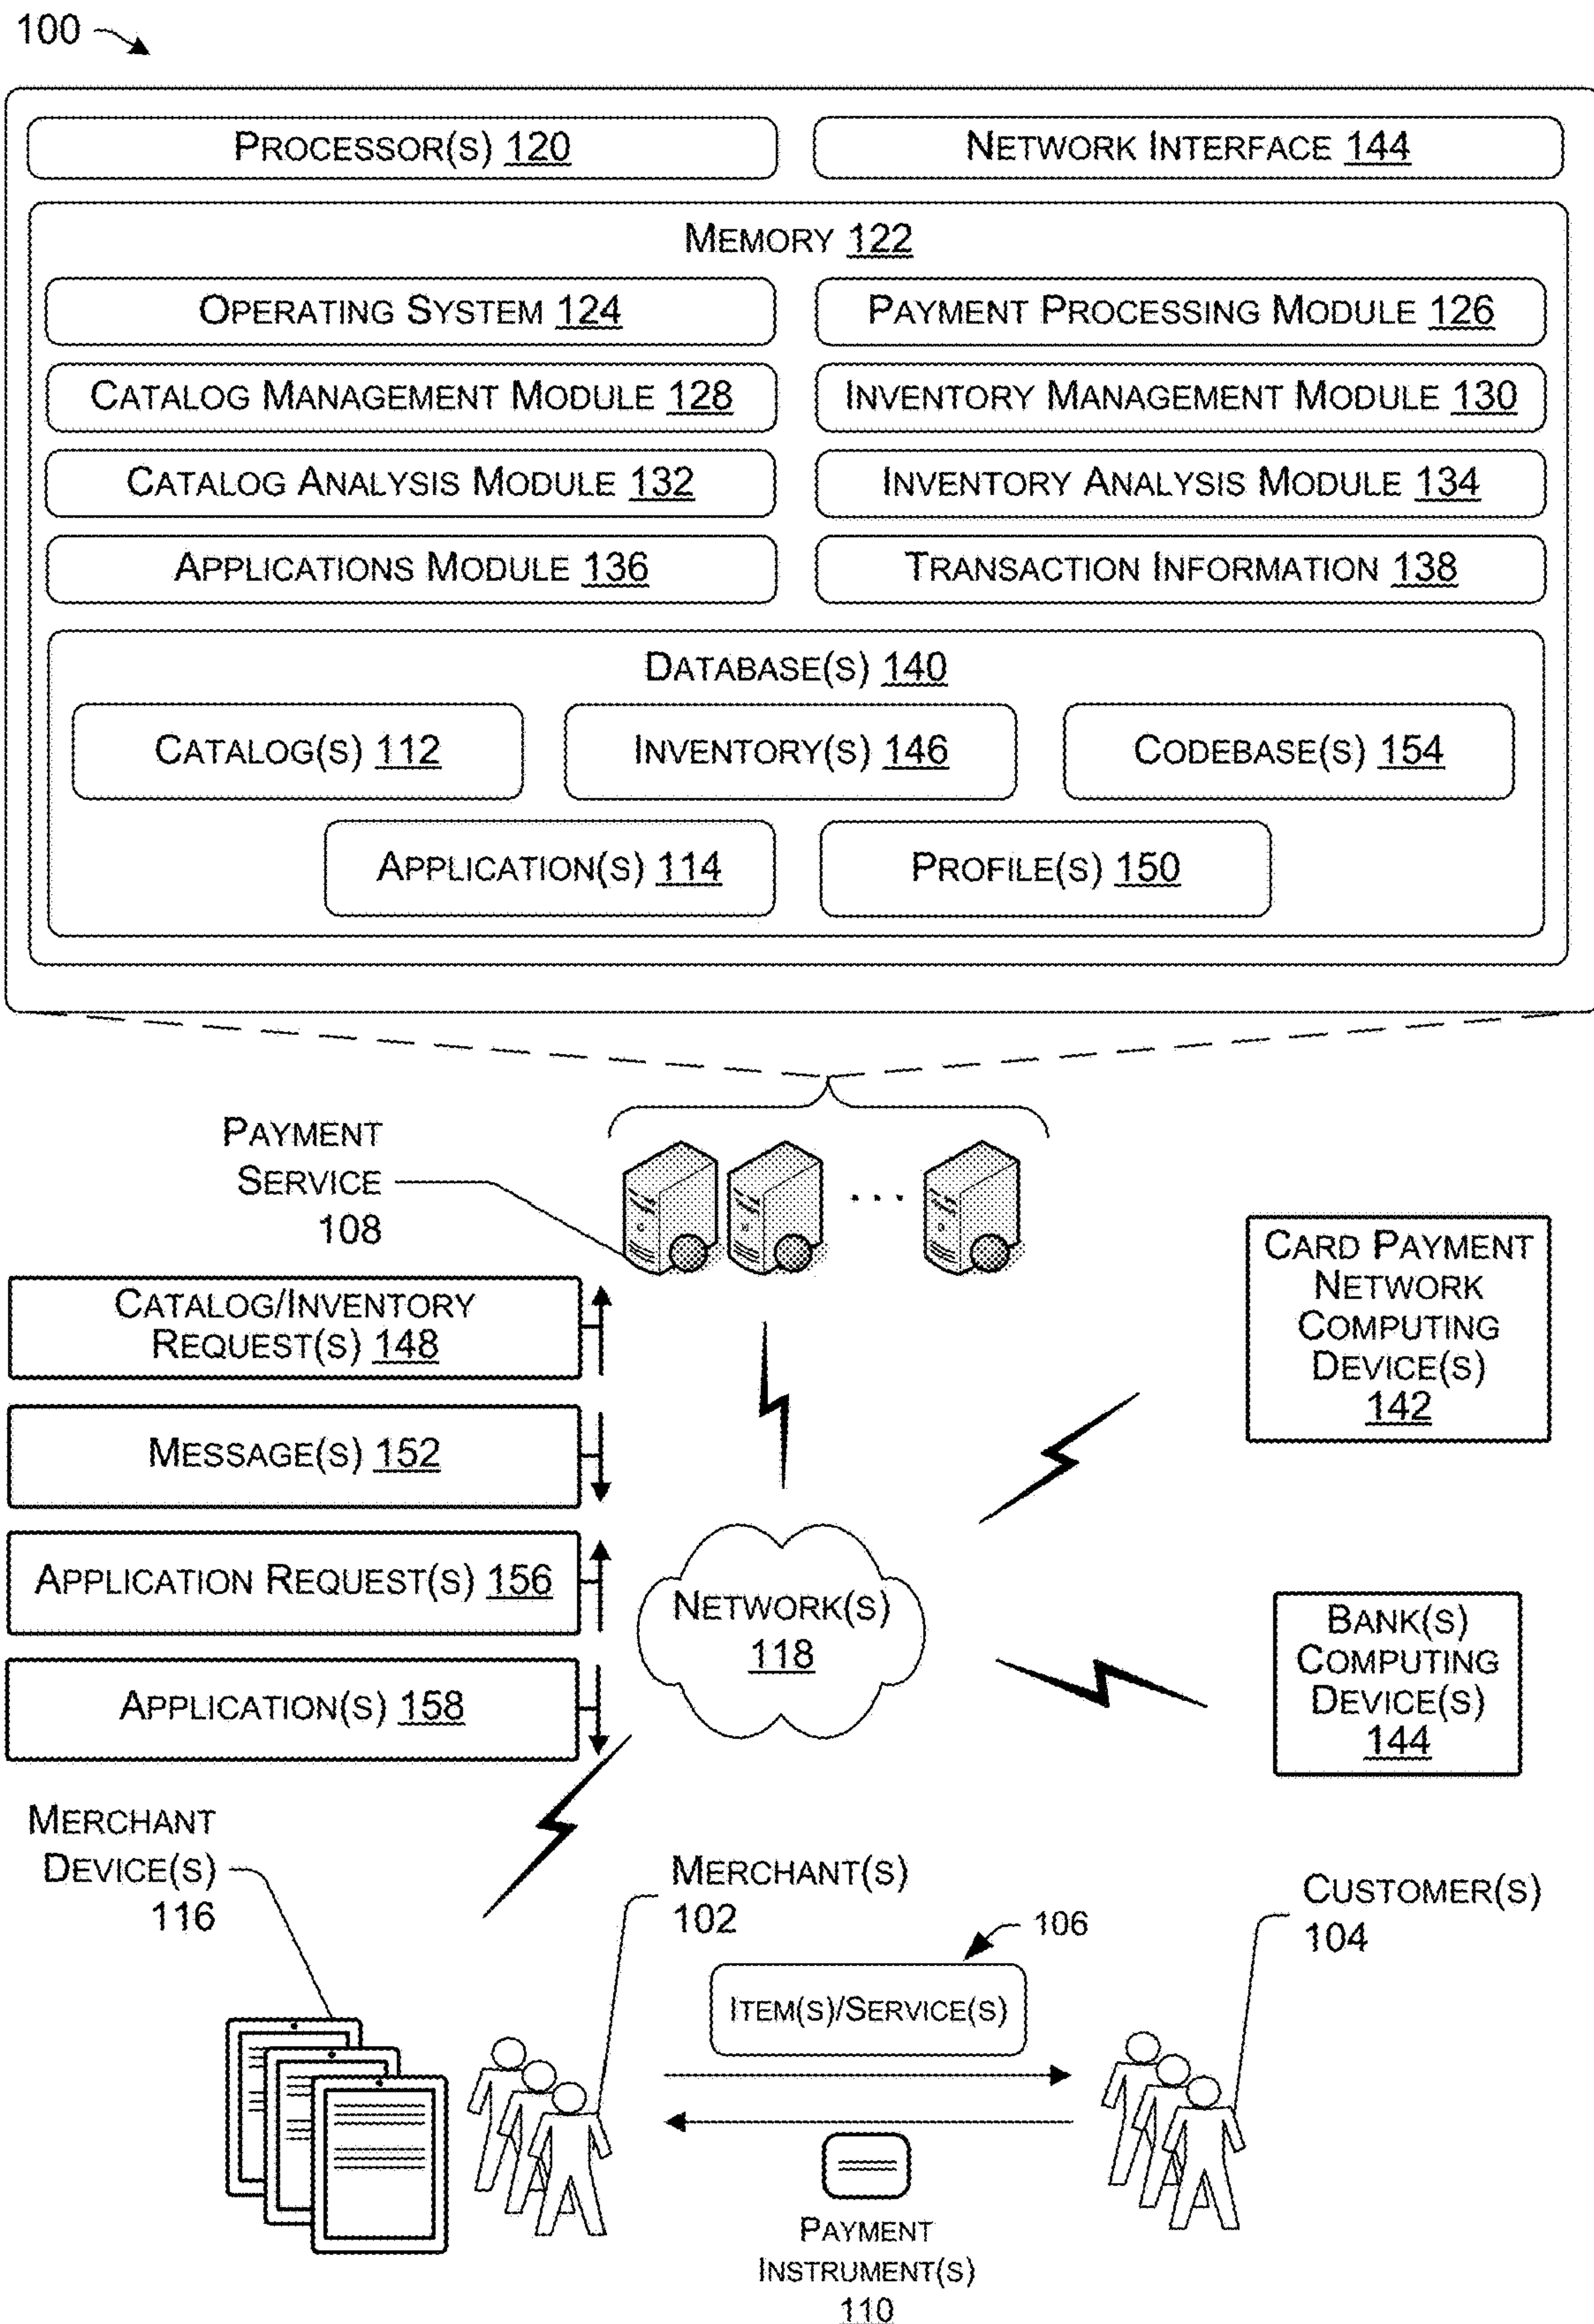 100
PROCESSOR(S) 120
NETWORK INTERFACE 144
MEMORY 122
OPERATING SYSTEM 124
PAYMENT PROCESSING MODULE 126
CATALOG MANAGEMENT MODULE 128
INVENTORY MANAGEMENT MODULE 130
CATALOG ANALYSIS MODULE 132
INVENTORY ANALYSIS MODULE 134
APPLICATIONS MODULE 136
TRANSACTION INFORMATION 138
DATABASE(S) 140
CATALOG(S) 112
INVENTORY(S) 146
CODEBASE(S) 154
APPLICATION(S) 114
PROFILE(S) 150
PAYMENT
SERVICE
108
CARD PAYMENT
NETWORK
COMPUTING
DEVICE(S)
142
CATALOG/INVENTORY
REQUEST(S) 148
MESSAGE(S) 152
APPLICATION REQUEST(S) 156
APPLICATION(S) 158
NETWORK(S)
118
BANK(S)
COMPUTING
DEVICE(S)
144
MERCHANT
DEVICE(S)
116
MERCHANT(S)
102
106
CUSTOMER(S)
104
ITEM(S)/SERVICE(S)
PAYMENT
INSTRUMENT(S)
110